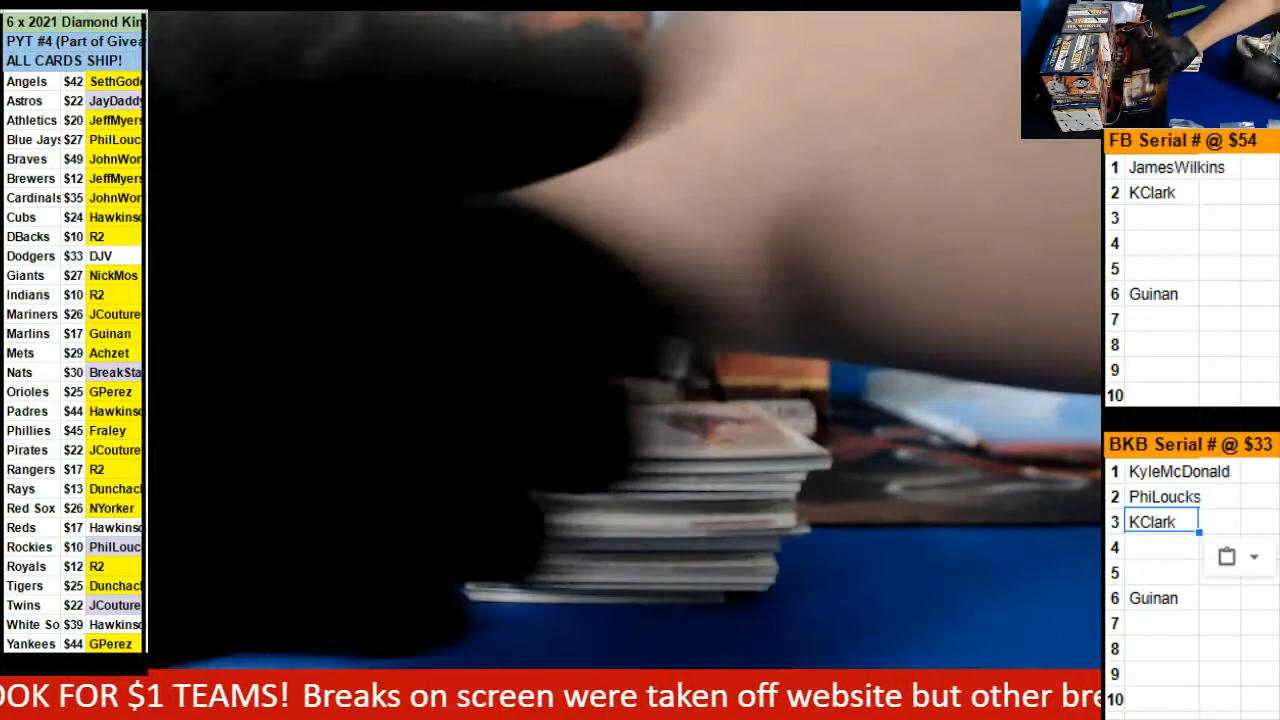 6 x 2021 Diamond Kin
PYT #4 (Part of Givea
ALL CARDS SHIP!
Angels $42 SethGod
Astros $22 JayDaddy
Athletics $20 JeffMyers
Blue Jays $27 PhilLouc
Braves $49 JohnWor
Brewers $12 JeffMyers
Cardinals $35 JohnWor
Cubs $24 Hawkinso
DBacks $10 R2
Dodgers $33 DJV
Giants $27 NickMos
Indians $10 R2
Mariners $26 JCouture
Marlins $17 Guinan
Mets $29 Achzet
Nats $30 BreakSta
Orioles $25 GPerez
Padres $44 Hawkinso
Phillies $45 Fraley
Pirates $22 JCouture
Rangers $17 R2
Rays $13 Dunchac
Red Sox $26 NYorker
Reds $17 Hawkinso
Rockies $10 PhilLouc
Royals $12 R2
Tigers $25 Dunchac
Twins $22 JCouture
White So $39 Hawkinso
Yankees $44 GPerez
FB Serial # @ $54
1 JamesWilkins
2 KClark
3
4
5
6 Guinan
7
8
9
10
BKB Serial # @ $33
1 KyleMcDonald
2 PhiLoucks
3 KClark
4
5
6 Guinan
7
8
9
10
OOK FOR $1 TEAMS! Breaks on screen were taken off website but other bre